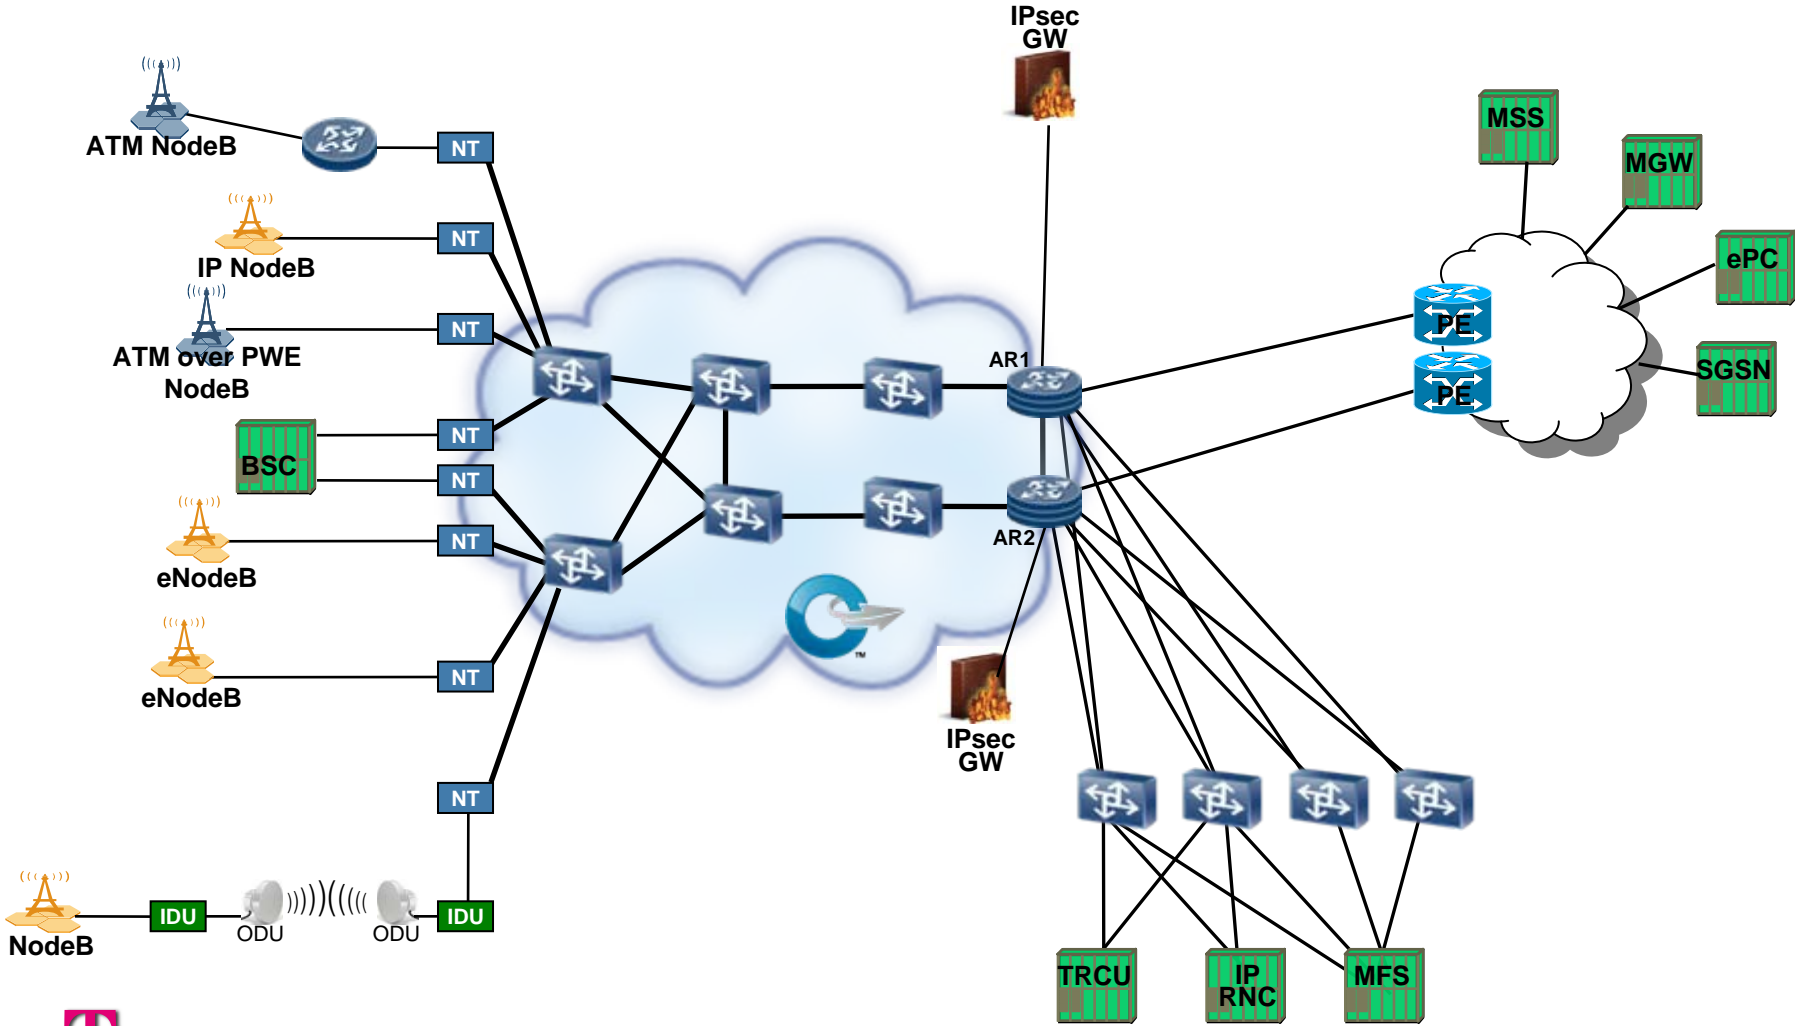 IPsec
GW
MSS
ATM NodeB
NT
MGW
NT
IP NodeB
ePC
NT
PE
ATM over PWE
NodeB
AR1
SGSN
PE
NT
BSC
NT
NT
AR2
eNodeB
™
NT
eNodeB
IPsec
GW
NT
IDU
IDU
ODU
ODU
NodeB
TRCU
IP
RNC
MFS
T